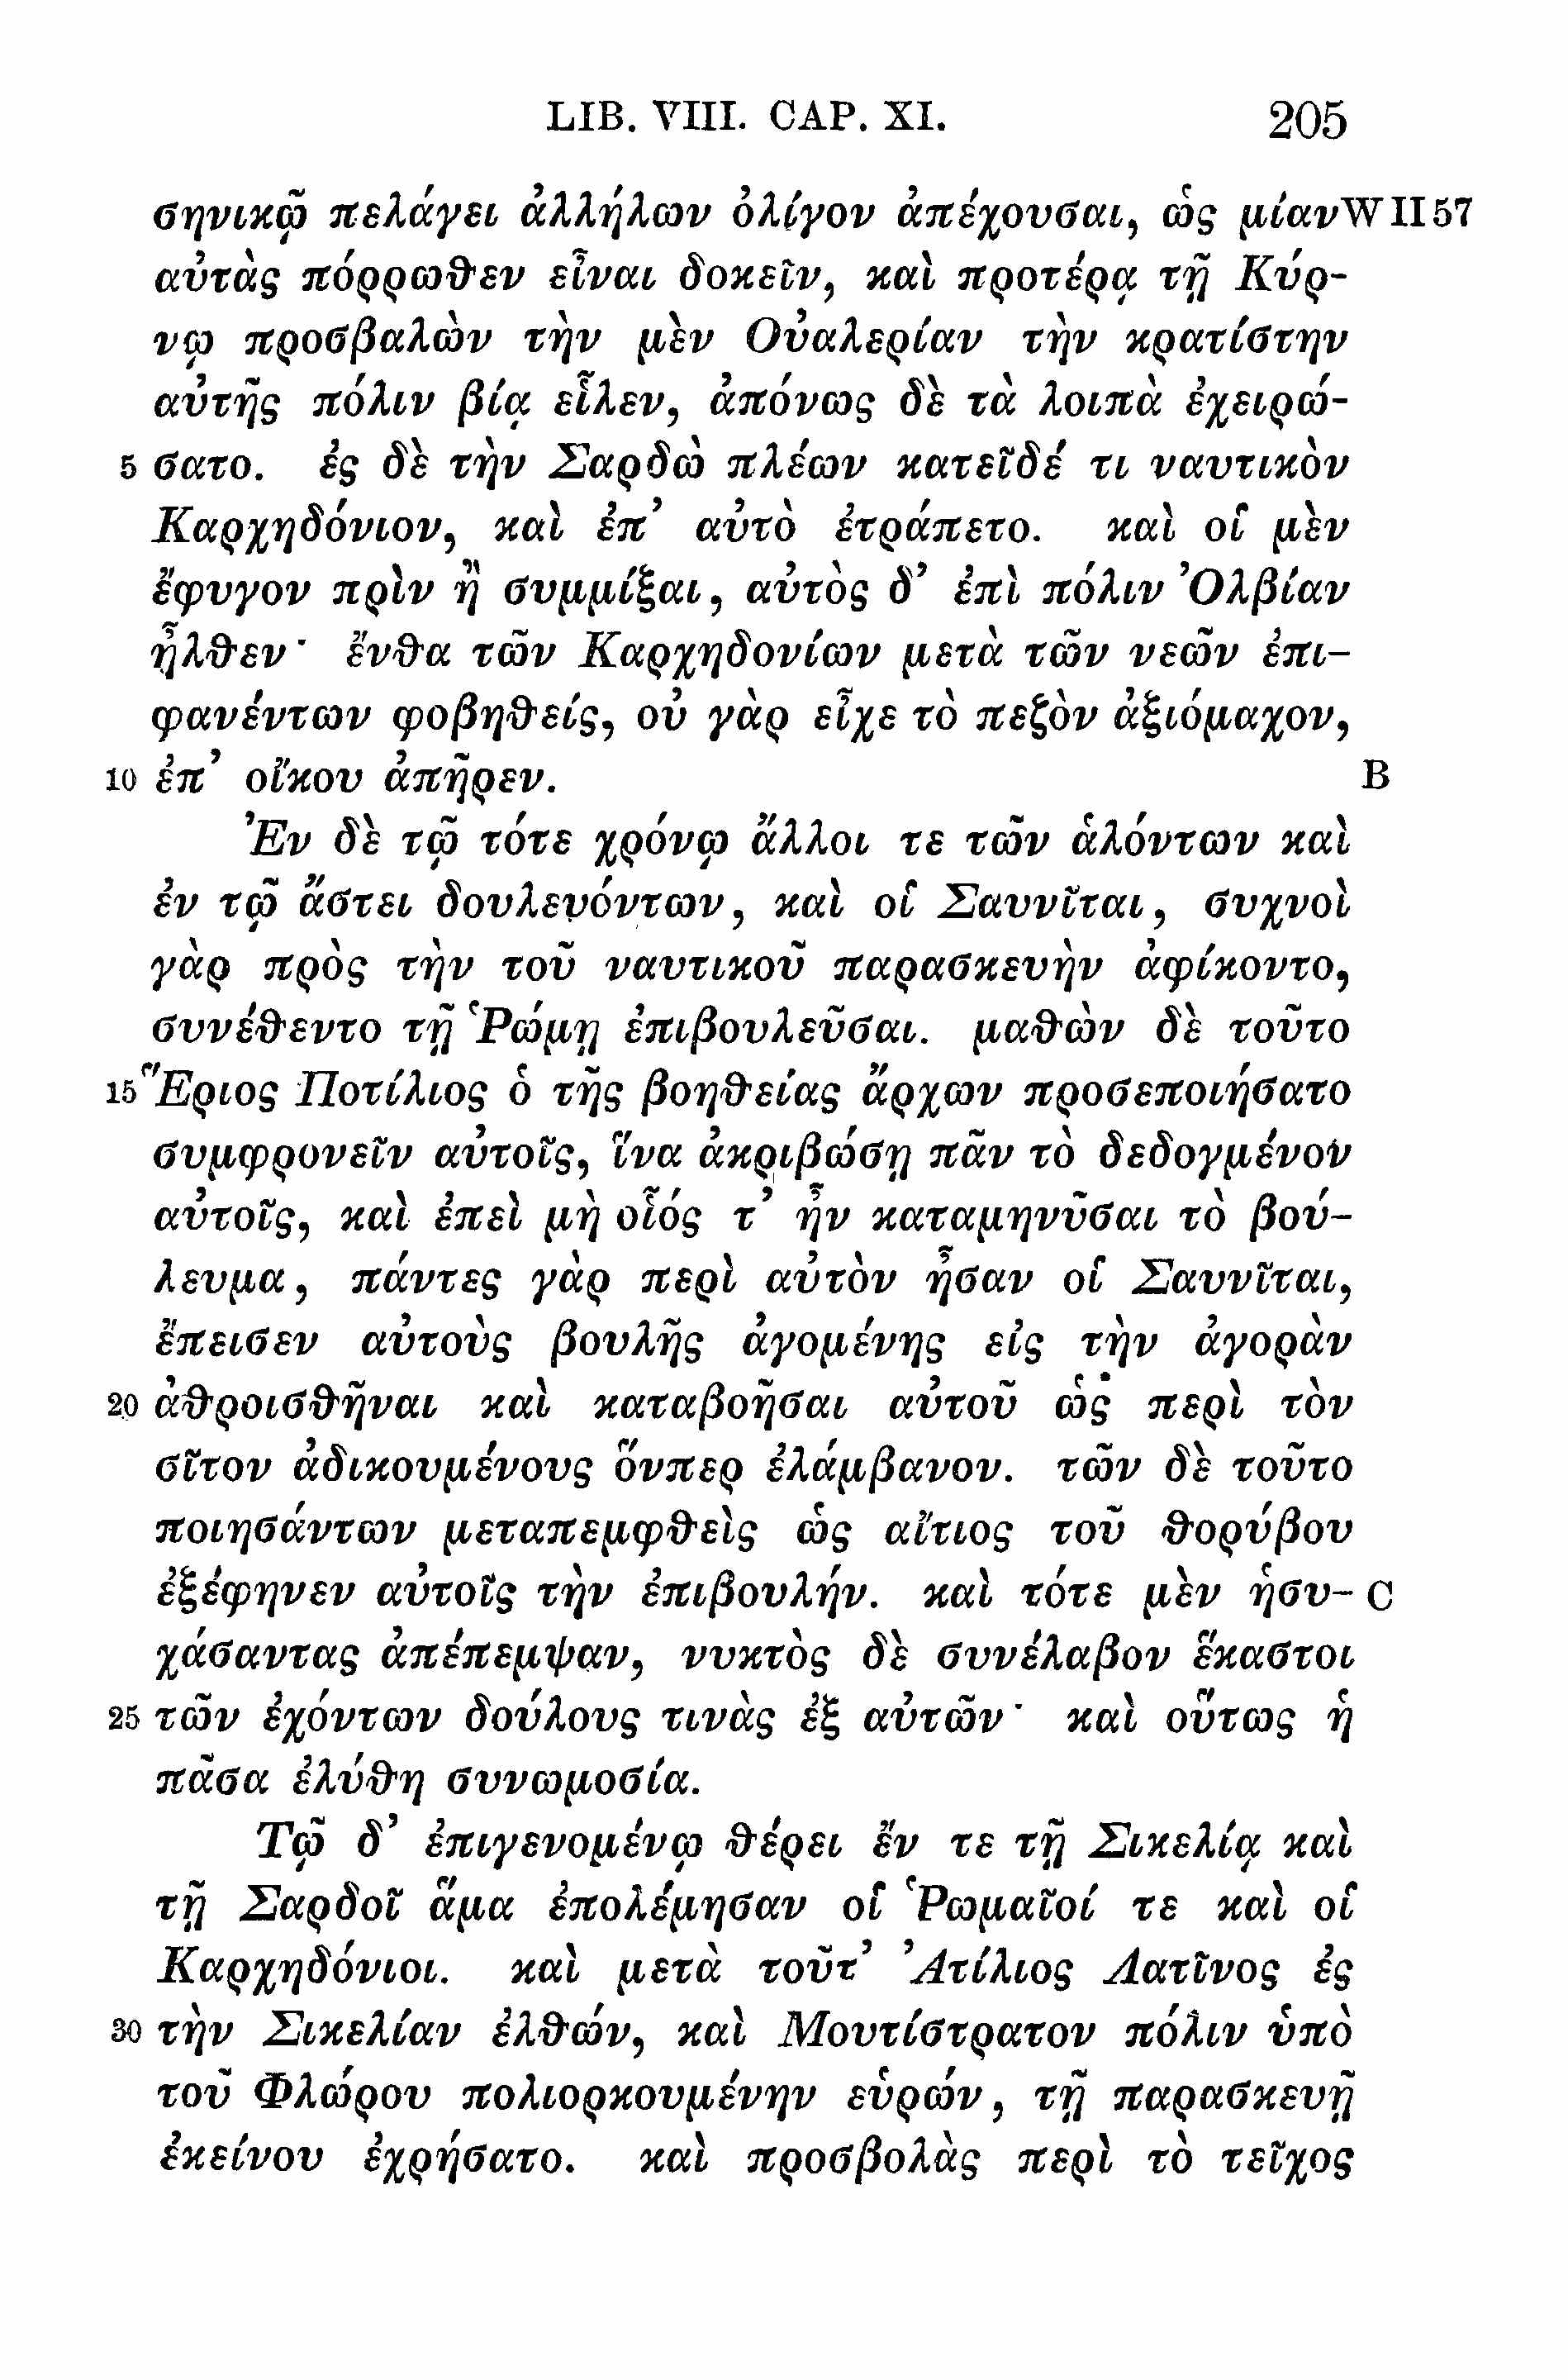 LIB. VIII. CAP. XI. 205
σηνικῷ πελάγει ἀλλήλων ὀλίγον ἀπέχουσαι, ὡς μίαν W II 57
αὐτὰς πόρρωθεν εἶναι δοκεῖν, καὶ προτέρᾳ τῇ Κύρ-
νῳ προσβαλὼν τὴν μὲν Οὐαλερίαν τὴν κρατίστην
αὐτῆς πόλιν βίᾳ εἷλεν, ἀπόνως δὲ τὰ λοιπὰ ἐχειρώ-
5 σατο. ἐς δὲ τὴν Σαρδὼ πλέων κατεῖδέ τι ναυτικὸν
Καρχηδόνιον, καὶ ἐπ’ αὐτὸ ἐτράπετο. καὶ οἱ μὲν
ἔφυγον πρὶν ἢ συμμίξαι, αὐτὸς δ’ ἐπὶ πόλιν Ὀλβίαν
ἦλθεν· ἔνθα τῶν Καρχηδονίων μετὰ τῶν νεῶν ἐπι-
φανέντων φοβηθείς, οὐ γὰρ εἶχε τὸ πεζὸν ἀξιόμαχον,
10 ἐπ’ οἴκου ἀπῆρεν. B
Ἐν δὲ τῷ τότε χρόνῳ ἄλλοι τε τῶν ἁλόντων καὶ
ἐν τῷ ἄστει δουλευόντων, καὶ οἱ Σαυνῖται, συχνοὶ
γὰρ πρὸς τὴν τοῦ ναυτικοῦ παρασκευὴν ἀφίκοντο,
συνέθεντο τῇ Ῥώμῃ ἐπιβουλεῦσαι. μαθὼν δὲ τοῦτο
15 Ἕριος Ποτίλιος ὁ τῆς βοηθείας ἄρχων προσεποιήσατο
συμφρονεῖν αὐτοῖς, ἵνα ἀκριβώσῃ πᾶν τὸ δεδογμένον
αὐτοῖς, καὶ ἐπεὶ μὴ οἷός τ’ ἦν καταμηνῦσαι τὸ βού-
λευμα, πάντες γὰρ περὶ αὐτὸν ἦσαν οἱ Σαυνῖται,
ἔπεισεν αὐτοὺς βουλῆς ἀγομένης εἰς τὴν ἀγορὰν
20 ἀθροισθῆναι καὶ καταβοῆσαι αὐτοῦ ὡς περὶ τὸν
σῖτον ἀδικουμένους ὅνπερ ἐλάμβανον. τῶν δὲ τοῦτο
ποιησάντων μεταπεμφθεὶς ὡς αἴτιος τοῦ θορύβου
ἐξέφηνεν αὐτοῖς τὴν ἐπιβουλήν. καὶ τότε μὲν ἡσυ- C
χάσαντας ἀπέπεμψαν, νυκτὸς δὲ συνέλαβον ἕκαστοι
25 τῶν ἐχόντων δούλους τινὰς ἐξ αὐτῶν· καὶ οὕτως ἡ
πᾶσα ἐλύθη συνωμοσία.
Τῷ δ’ ἐπιγενομένῳ θέρει ἔν τε τῇ Σικελίᾳ καὶ
τῇ Σαρδοῖ ἅμα ἐπολέμησαν οἱ Ῥωμαῖοί τε καὶ οἱ
Καρχηδόνιοι. καὶ μετὰ τοῦτ’ Ἀτίλιος Λατῖνος ἐς
30 τὴν Σικελίαν ἐλθών, καὶ Μουτίστρατον πόλιν ὑπὸ
τοῦ Φλώρου πολιορκουμένην εὑρών, τῇ παρασκευῇ
ἐκείνου ἐχρήσατο. καὶ προσβολὰς περὶ τὸ τεῖχος